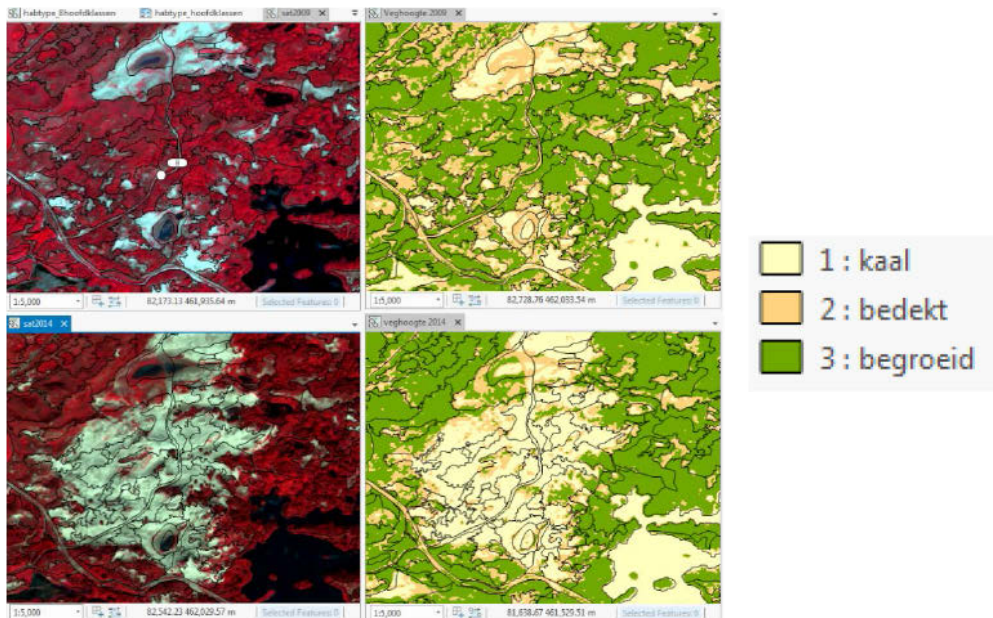 habtype_8hoofdklassen habtype_hoofdklassen sat2009 Veghoogte 2009
1:5,000 82,173.13 461,935.64 m Selected Features: 0 1:5,000 82,728.76 462,033.54 m Selected Features: 0
sat2014 veghoogte 2014
1:5,000 82,542.23 462,029.57 m Selected Features: 0 1:5,000 81,638.67 461,529.51 m Selected Features: 0
1 : kaal
2 : bedekt
3 : begroeid